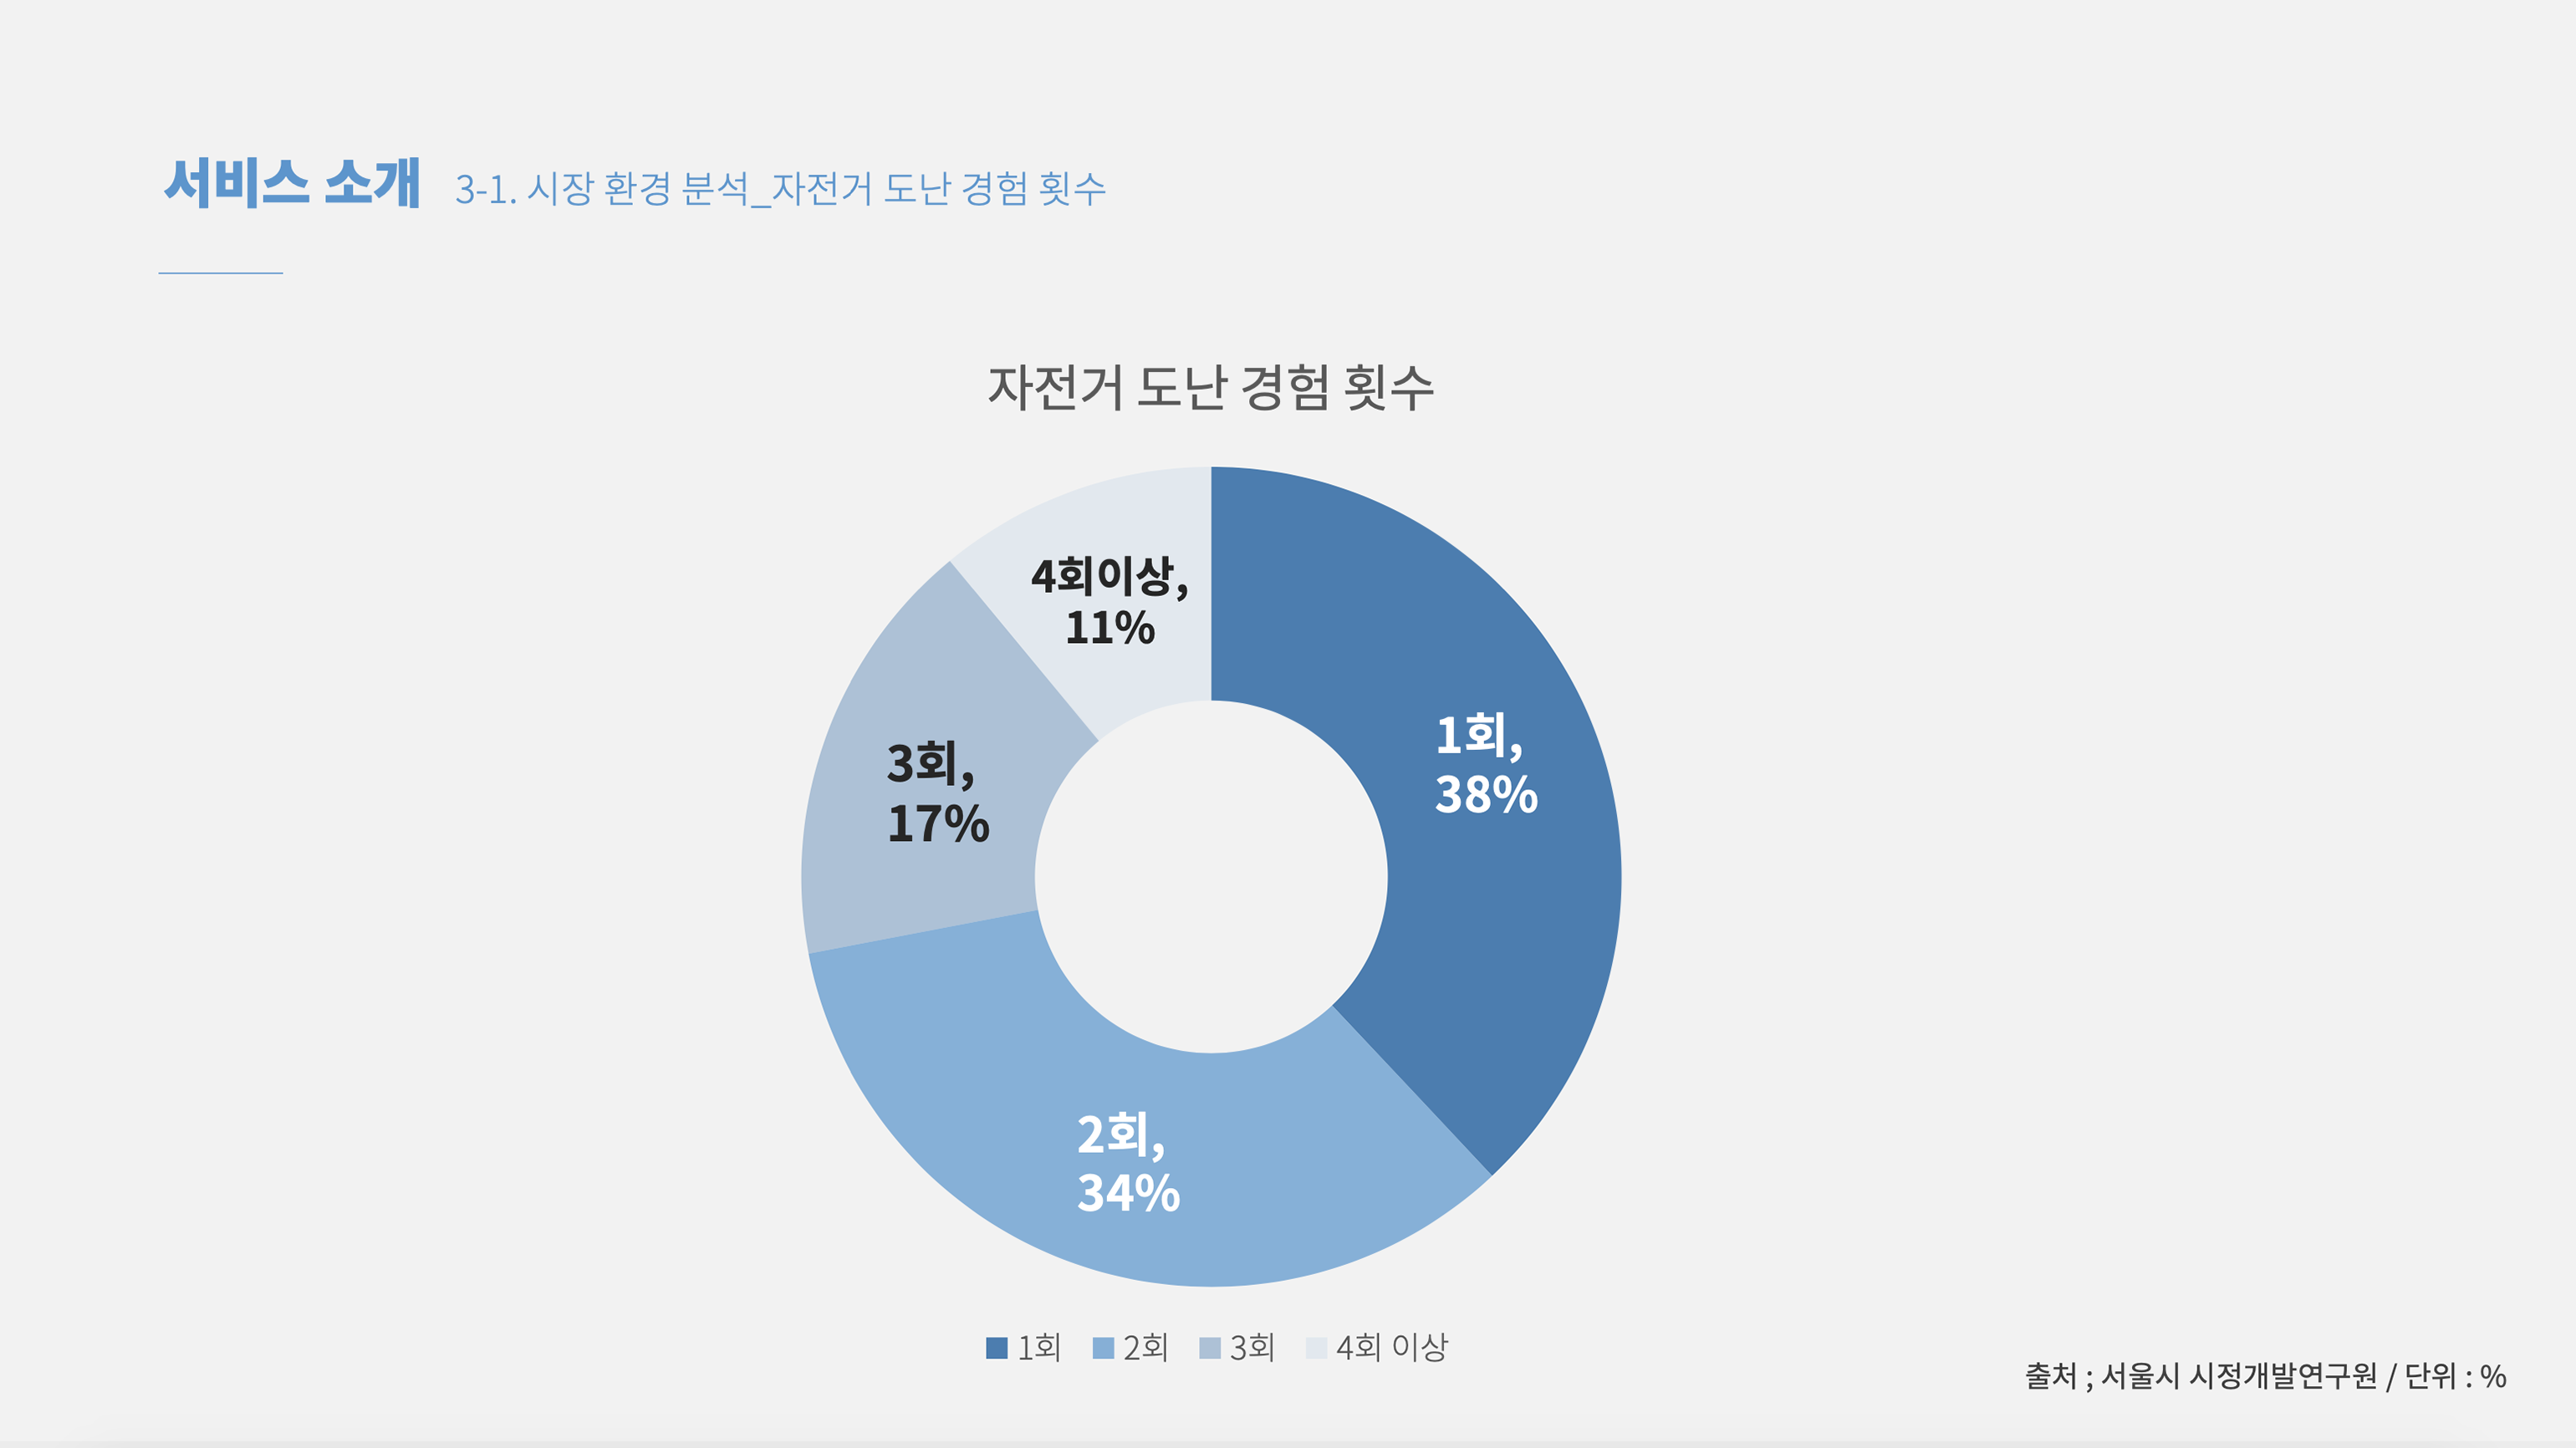 서비스 소개 3-1. 시장 환경 분석_자전거 도난 경험 횟수
자전거 도난 경험 횟수
4회이상,
11%
1회,
38%
3회,
17%
2회,
34%
1회 2회 3회 4회 이상
출처 ; 서울시 시정개발연구원 / 단위 : %